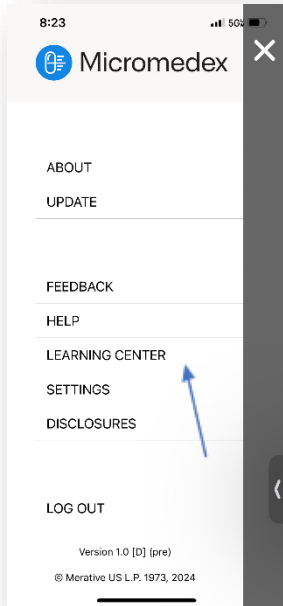 8:23
5G
Micromedex
ABOUT
UPDATE
FEEDBACK
HELP
LEARNING CENTER
SETTINGS
DISCLOSURES
LOG OUT
Version 1.0 [D] (pre)
© Merative US L.P. 1973, 2024